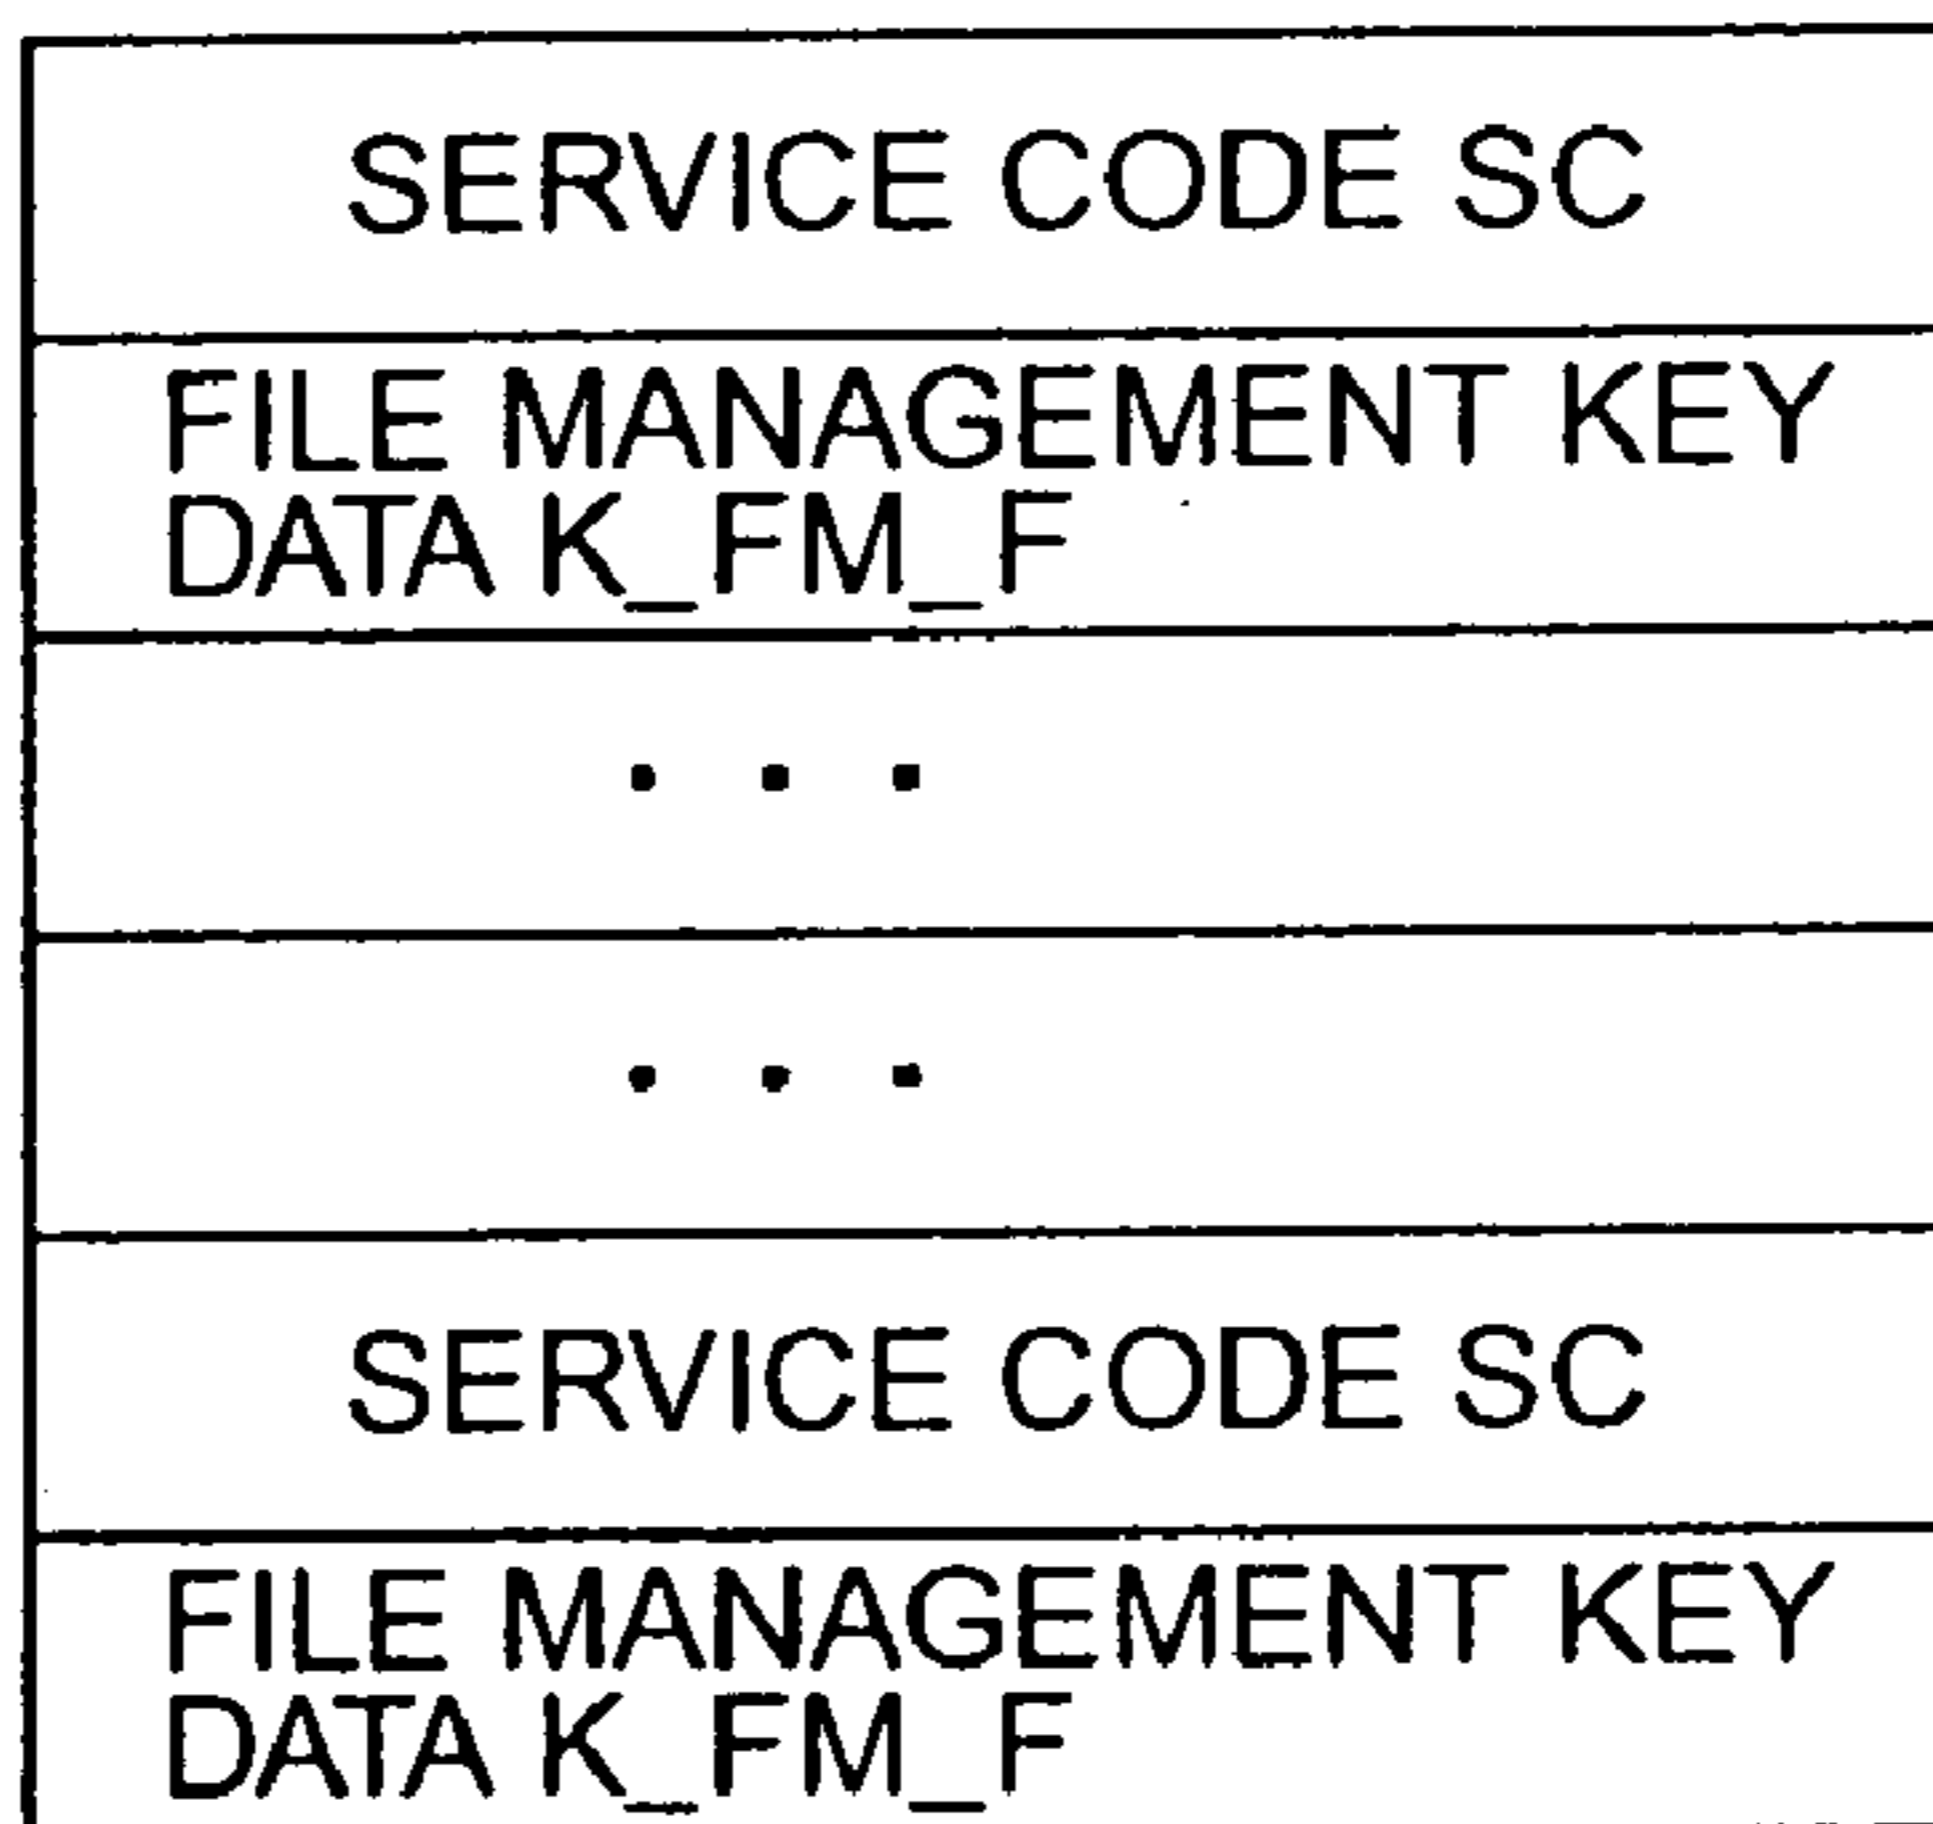 SERVICE CODE SC
FILE MANAGEMENT KEY
DATA K_FM_F
. . .
. . .
SERVICE CODE SC
FILE MANAGEMENT KEY
DATA K_FM_F